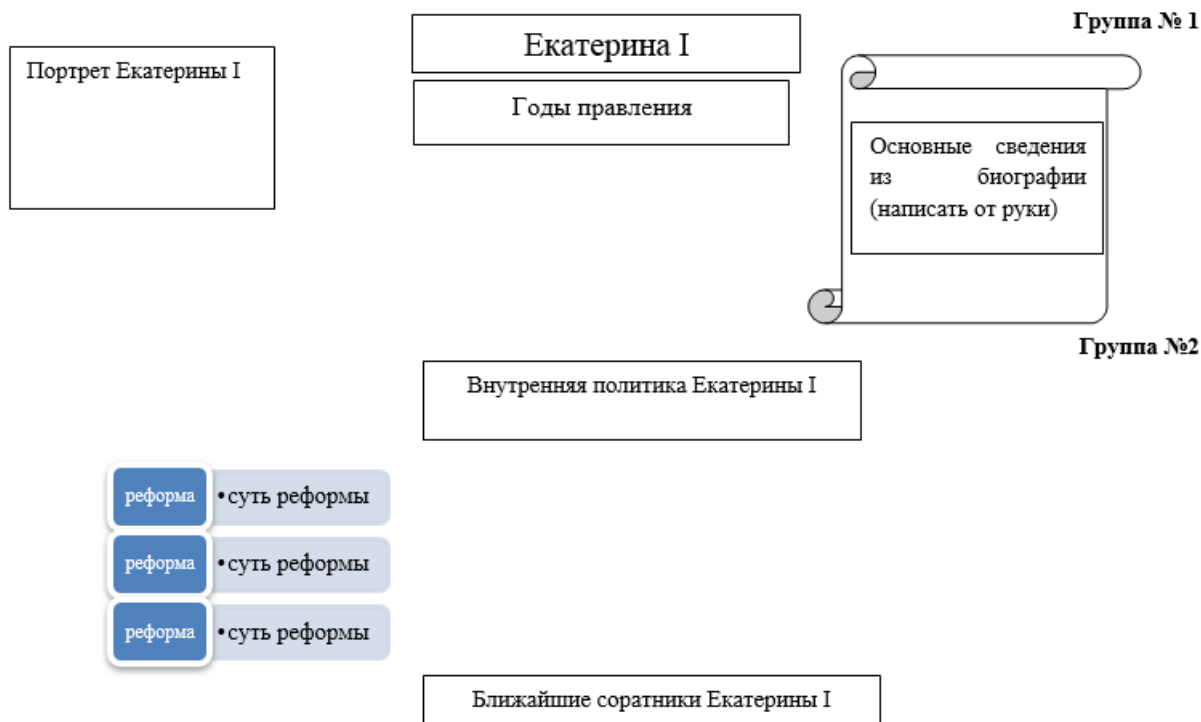 Группа № 1
Екатерина I
Портрет Екатерины I
Годы правления
Основные сведения
из биографии
(написать от руки)
Группа №2
Внутренняя политика Екатерины I
реформа •суть реформы
реформа •суть реформы
реформа •суть реформы
Ближайшие соратники Екатерины I